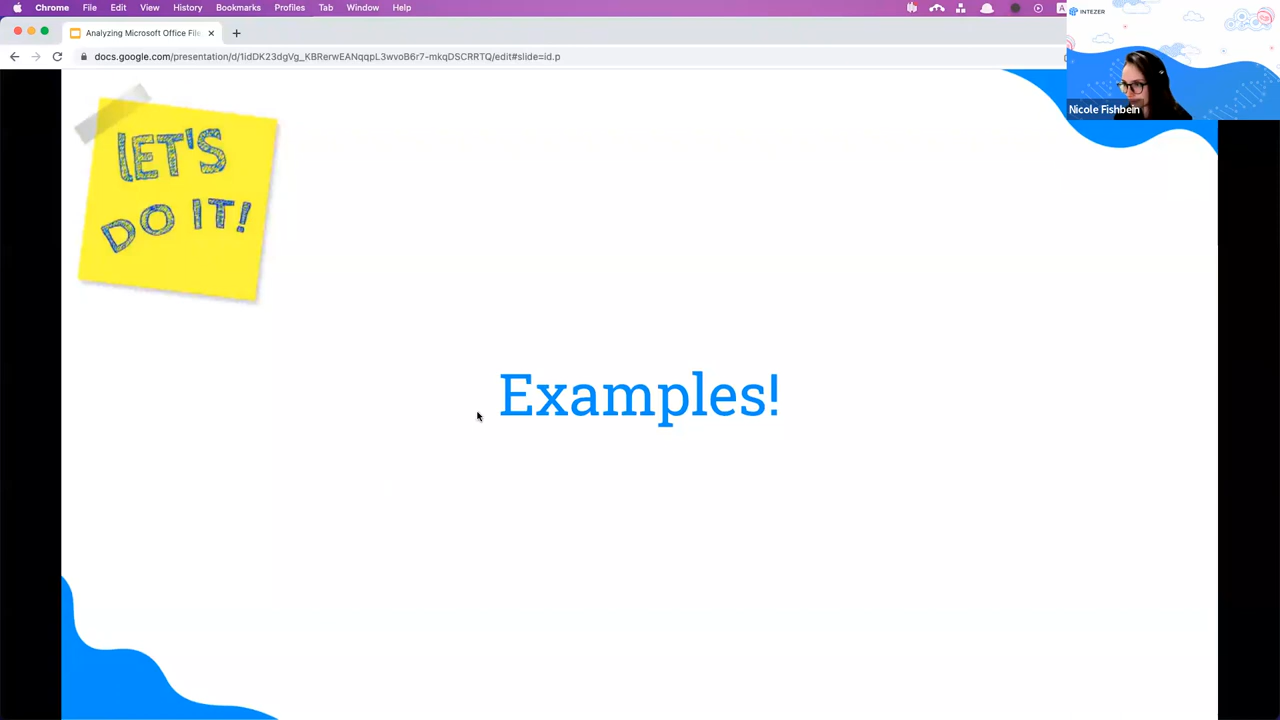 Chrome File Edit View History Bookmarks Profiles Tab Window Help
Analyzing Microsoft Office File
docs.google.com/presentation/d/1idDK23dgVg_KBRerwEANqqpL3wvoB6r7-mkqDSCRRTQ/edit#slide=id.p
INTEZER
Nicole Fishbein
LET'S
DO IT!
Examples!